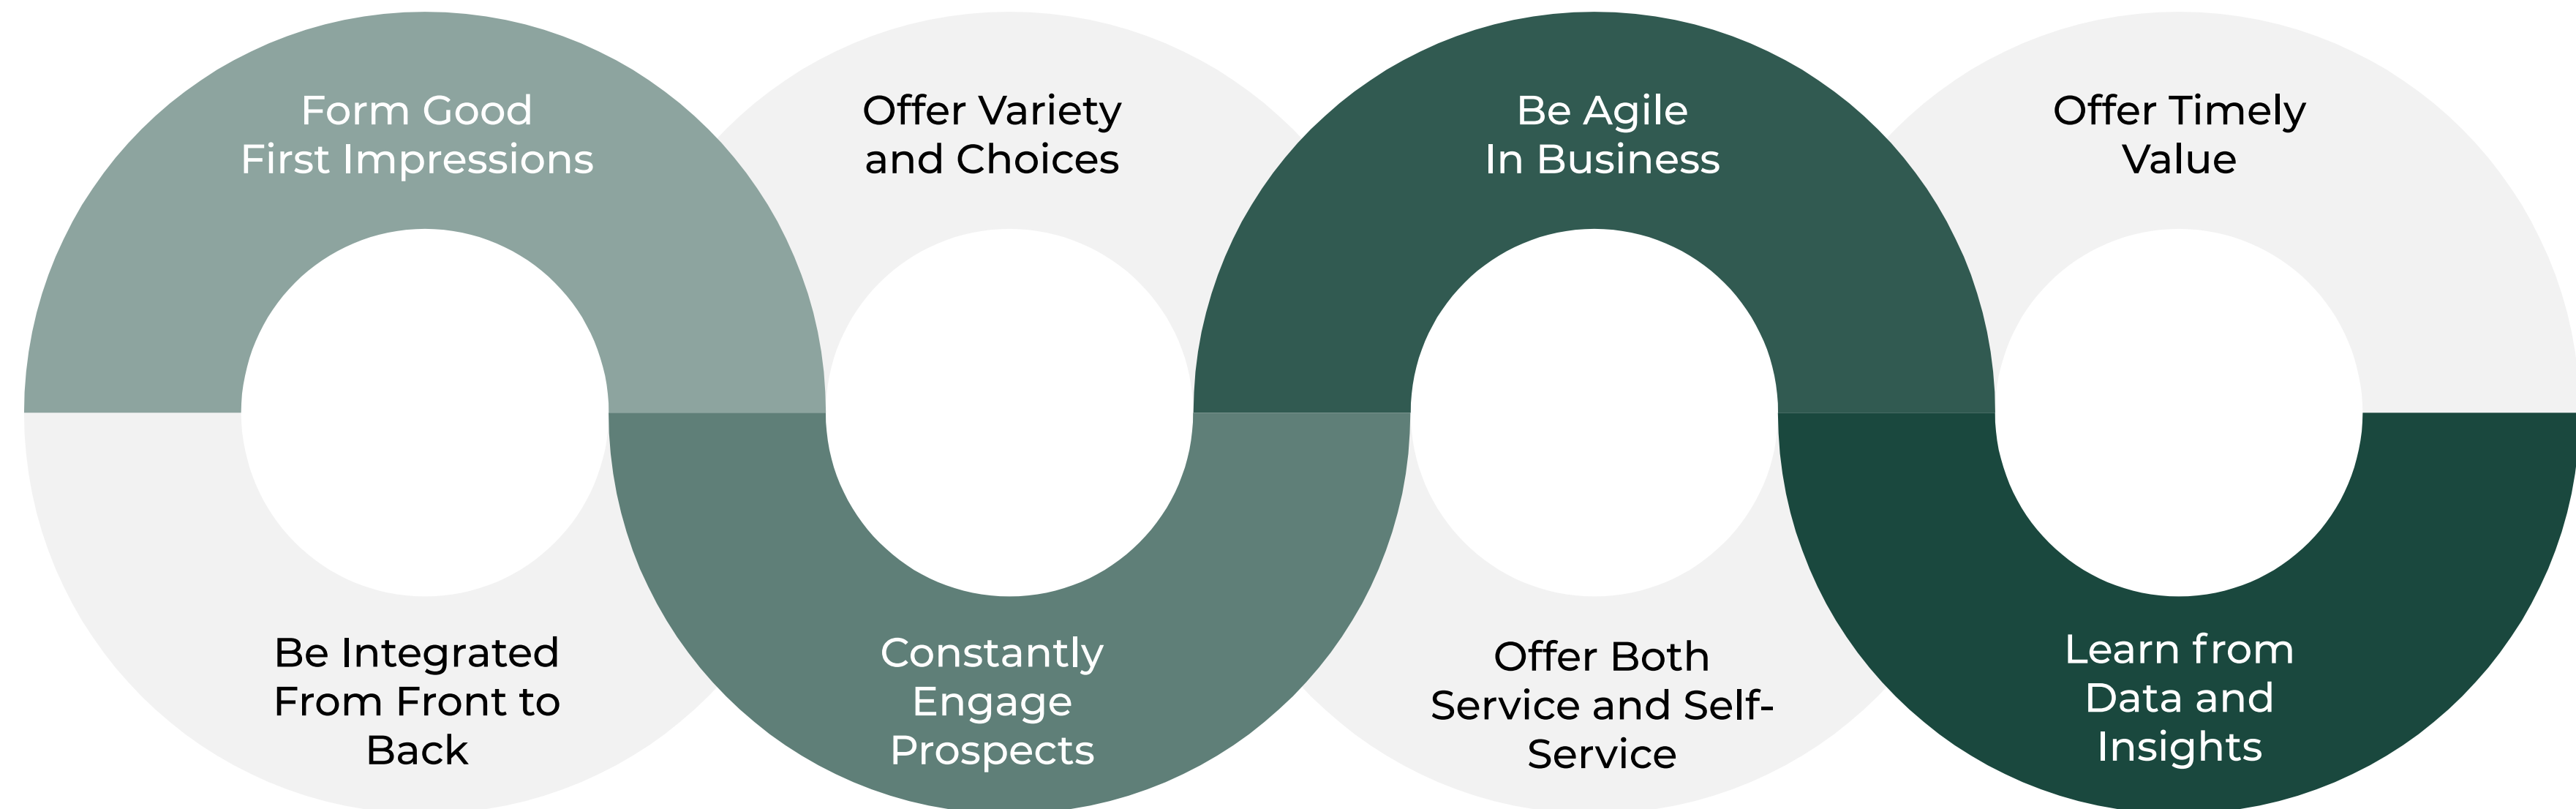 Form Good
First Impressions
Offer Variety
and Choices
Be Agile
In Business
Offer Timely
Value
Be Integrated
From Front to
Back
Constantly
Engage
Prospects
Offer Both
Service and Self-
Service
Learn from
Data and
Insights